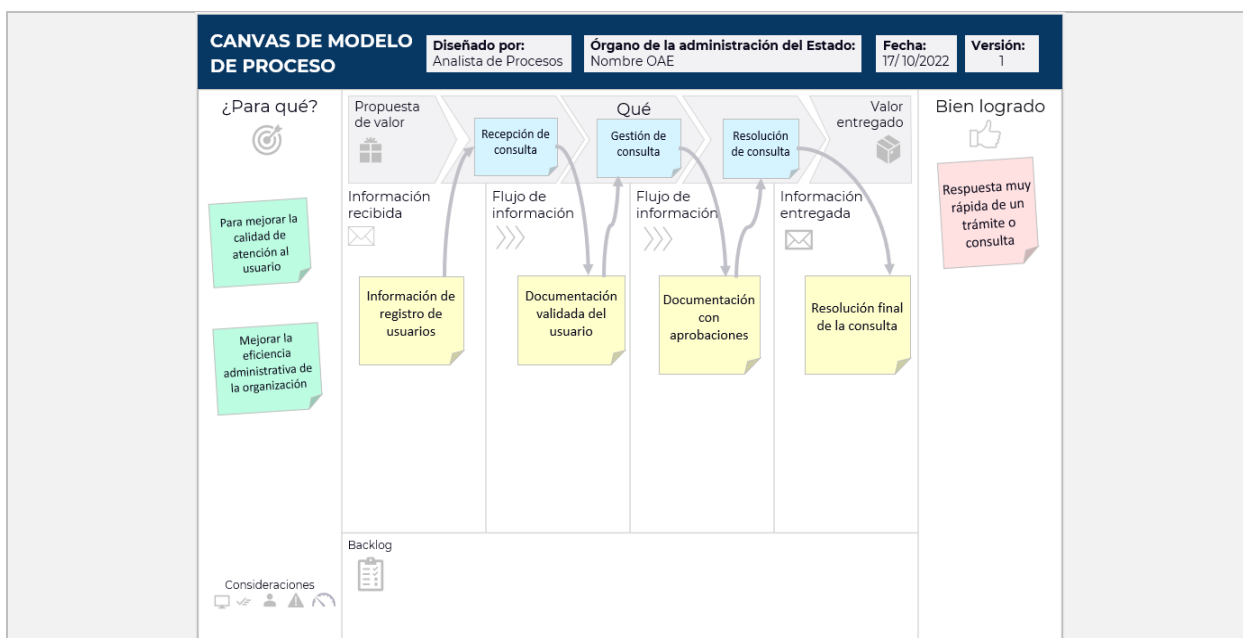 CANVAS DE MODELO
DE PROCESO
Diseñado por:
Analista de Procesos
Órgano de la administración del Estado:
Nombre OAE
Fecha:
17/10/2022
Versión:
1
¿Para qué?
Para mejorar la
calidad de
atención al
usuario
Mejorar la
eficiencia
administrativa de
la organización
Consideraciones
Propuesta
de valor
Qué
Valor
entregado
Recepción de
consulta
Gestión de
consulta
Resolución
de consulta
Información
recibida
Flujo de
información
Flujo de
información
Información
entregada
Información de
registro de
usuarios
Documentación
validada del
usuario
Documentación
con
aprobaciones
Resolución final
de la consulta
Backlog
Bien logrado
Respuesta muy
rápida de un
trámite o
consulta